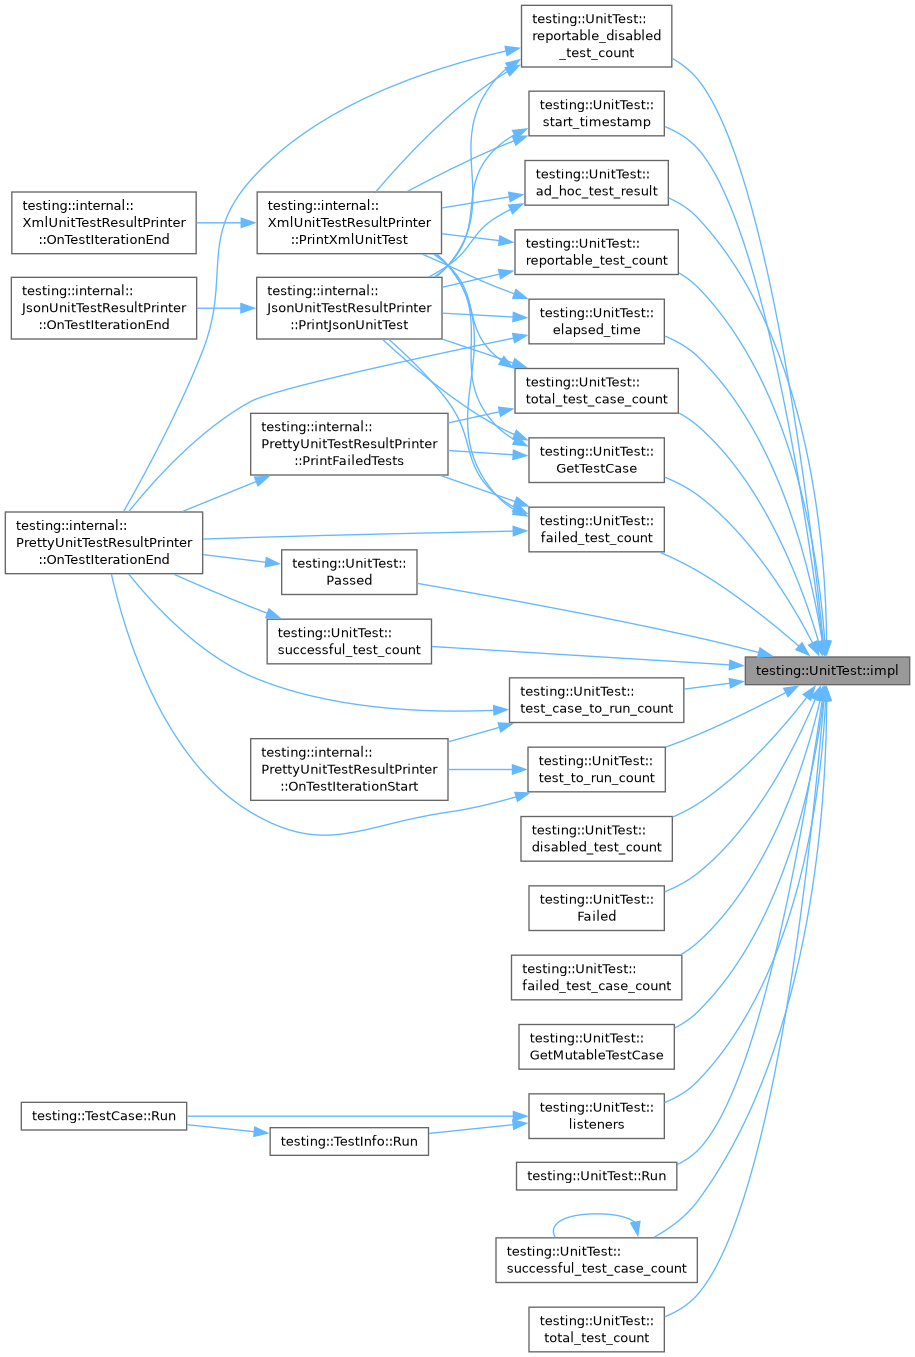 testing::UnitTest::
reportable_disabled
_test_count
testing::UnitTest::
start_timestamp
testing::UnitTest::
ad_hoc_test_result
testing::internal::
XmlUnitTestResultPrinter
::OnTestIterationEnd
testing::internal::
XmlUnitTestResultPrinter
::PrintXmlUnitTest
testing::UnitTest::
reportable_test_count
testing::internal::
JsonUnitTestResultPrinter
::OnTestIterationEnd
testing::internal::
JsonUnitTestResultPrinter
::PrintJsonUnitTest
testing::UnitTest::
elapsed_time
testing::UnitTest::
total_test_case_count
testing::internal::
PrettyUnitTestResultPrinter
::PrintFailedTests
testing::UnitTest::
GetTestCase
testing::UnitTest::
failed_test_count
testing::internal::
PrettyUnitTestResultPrinter
::OnTestIterationEnd
testing::UnitTest::
Passed
testing::UnitTest::
successful_test_count
testing::UnitTest::impl
testing::UnitTest::
test_case_to_run_count
testing::internal::
PrettyUnitTestResultPrinter
::OnTestIterationStart
testing::UnitTest::
test_to_run_count
testing::UnitTest::
disabled_test_count
testing::UnitTest::
Failed
testing::UnitTest::
failed_test_case_count
testing::UnitTest::
GetMutableTestCase
testing::TestCase::Run
testing::TestInfo::Run
testing::UnitTest::
listeners
testing::UnitTest::Run
testing::UnitTest::
successful_test_case_count
testing::UnitTest::
total_test_count